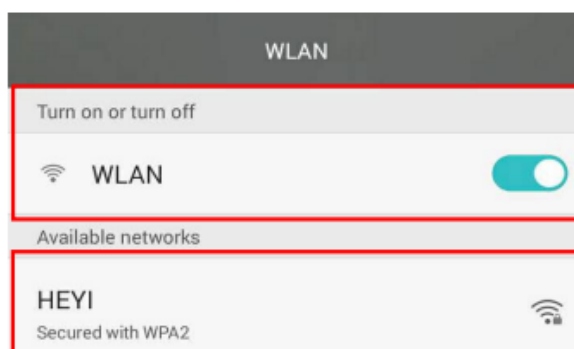 WLAN
Turn on or turn off
WLAN
Available networks
HEYI
Secured with WPA2